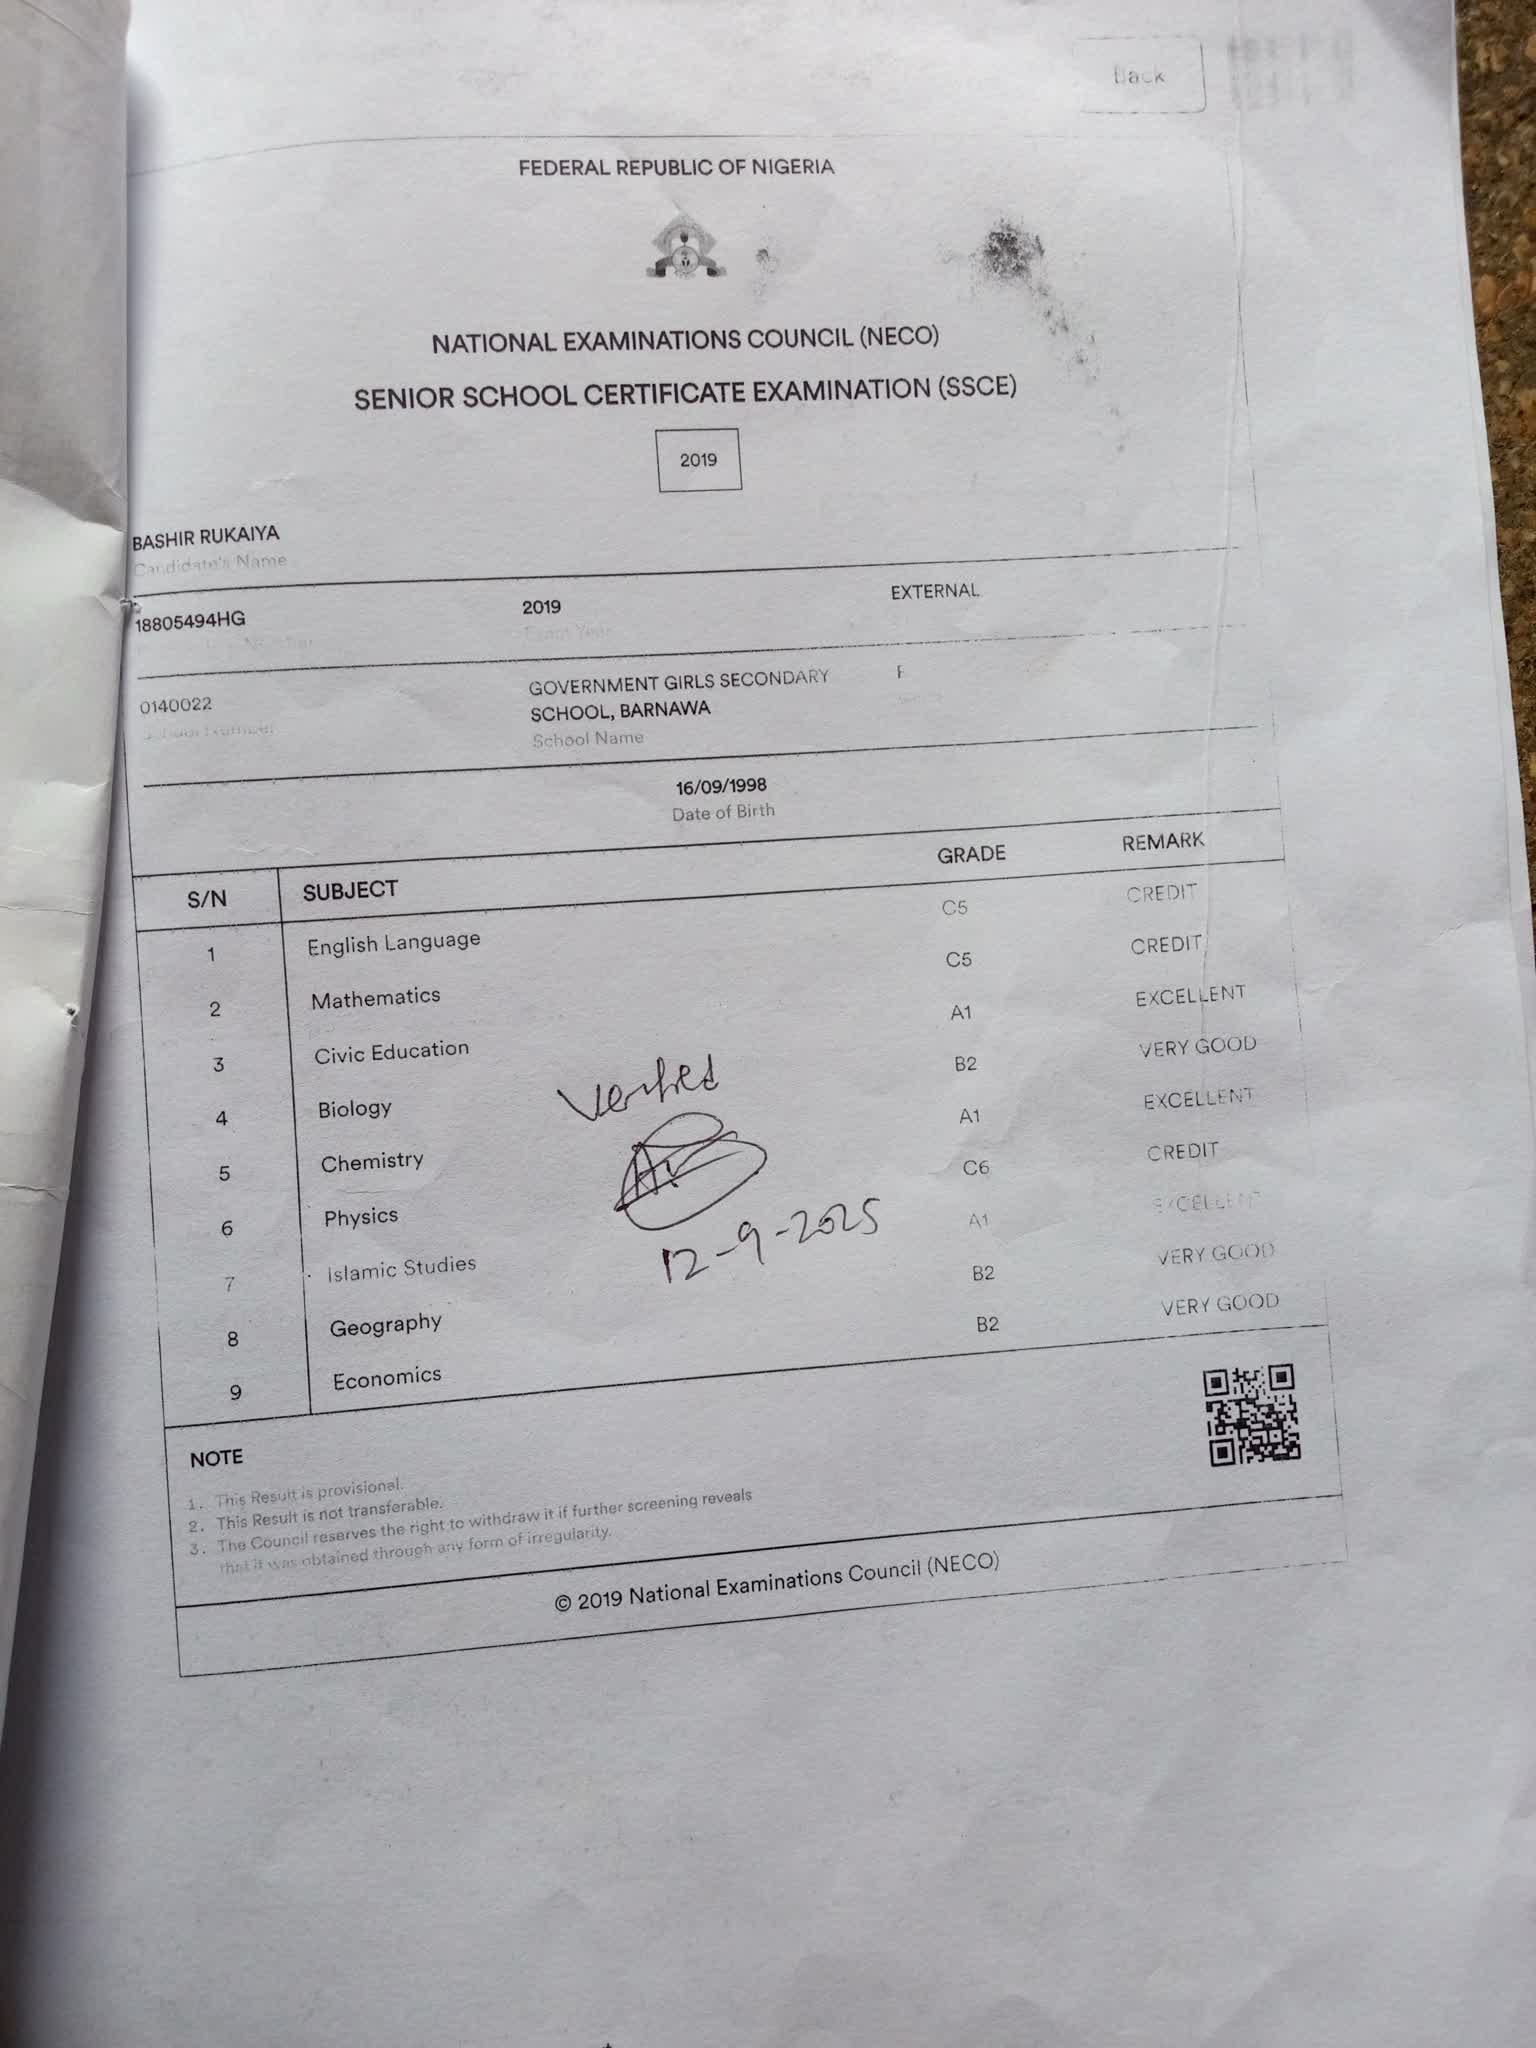 Back
FEDERAL REPUBLIC OF NIGERIA
NATIONAL EXAMINATIONS COUNCIL (NECO)
SENIOR SCHOOL CERTIFICATE EXAMINATION (SSCE)
2019
BASHIR RUKAIYA
Candidate's Name
18805494HG 2019 EXTERNAL
Number Exam Year
0140022 GOVERNMENT GIRLS SECONDARY F
SCHOOL, BARNAWA
School Number School Name
16/09/1998
Date of Birth
S/N SUBJECT GRADE REMARK
1 English Language C5 CREDIT
2 Mathematics C5 CREDIT
3 Civic Education A1 EXCELLENT
4 Biology B2 VERY GOOD
5 Chemistry A1 EXCELLENT
6 Physics C6 CREDIT
7 Islamic Studies A1 EXCELLENT
8 Geography B2 VERY GOOD
9 Economics B2 VERY GOOD
Verified
12-9-2025
NOTE
1. This Result is provisional.
2. This Result is not transferable.
3. The Council reserves the right to withdraw it if further screening reveals
that it was obtained through any form of irregularity.
© 2019 National Examinations Council (NECO)